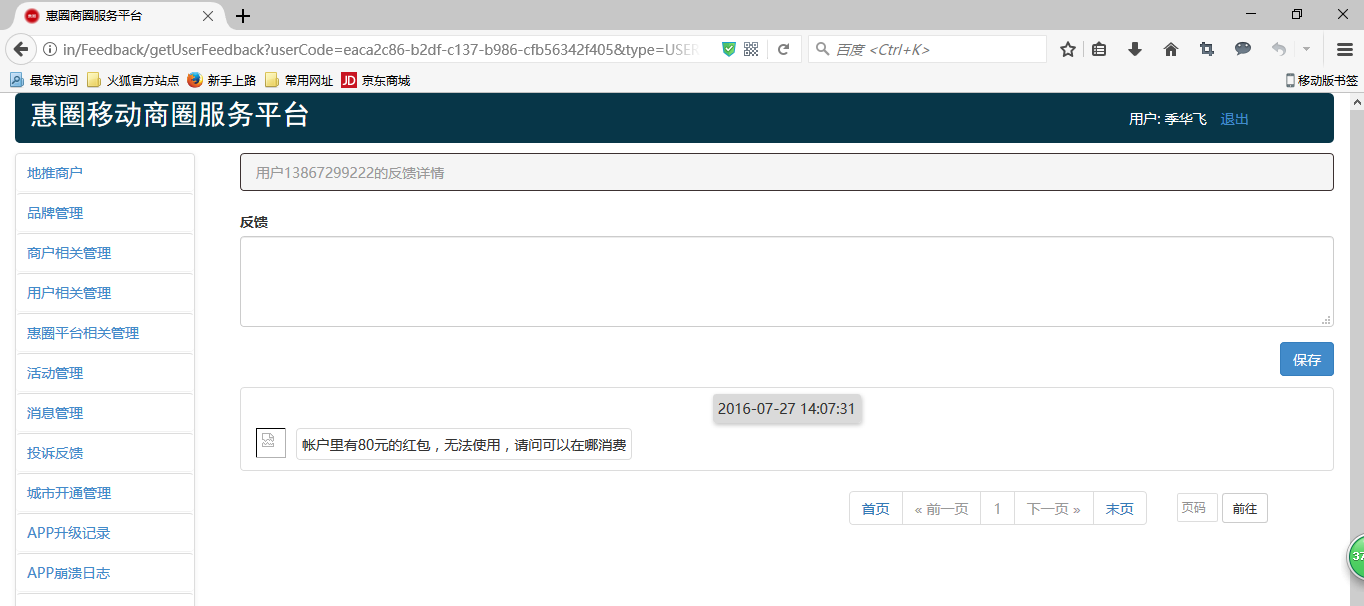 惠圈商圈服务平台
in/Feedback/getUserFeedback?userCode=eaca2c86-b2df-c137-b986-cfb56342f405&type=USER
百度 <Ctrl+K>
最常访问 火狐官方站点 新手上路 常用网址 JD 京东商城 移动版书签
惠圈移动商圈服务平台
用户: 季华飞 退出
地推商户
品牌管理
商户相关管理
用户相关管理
惠圈平台相关管理
活动管理
消息管理
投诉反馈
城市开通管理
APP升级记录
APP崩溃日志
用户13867299222的反馈详情
反馈
保存
2016-07-27 14:07:31
帐户里有80元的红包，无法使用，请问可以在哪消费
首页 « 前一页 1 下一页 » 末页 页码 前往
37